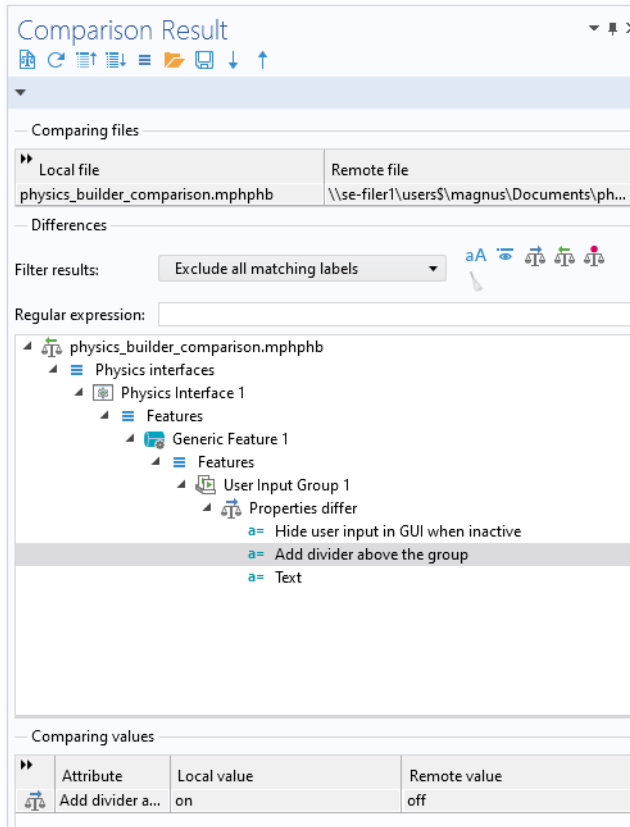 Comparison Result
Comparing files
Local file Remote file
physics_builder_comparison.mphphb \\se-filer1\users$\magnus\Documents\ph...
Differences
Filter results: Exclude all matching labels aA
Regular expression:
physics_builder_comparison.mphphb
Physics interfaces
Physics Interface 1
Features
Generic Feature 1
Features
User Input Group 1
Properties differ
a= Hide user input in GUI when inactive
a= Add divider above the group
a= Text
Comparing values
Attribute Local value Remote value
Add divider a... on off